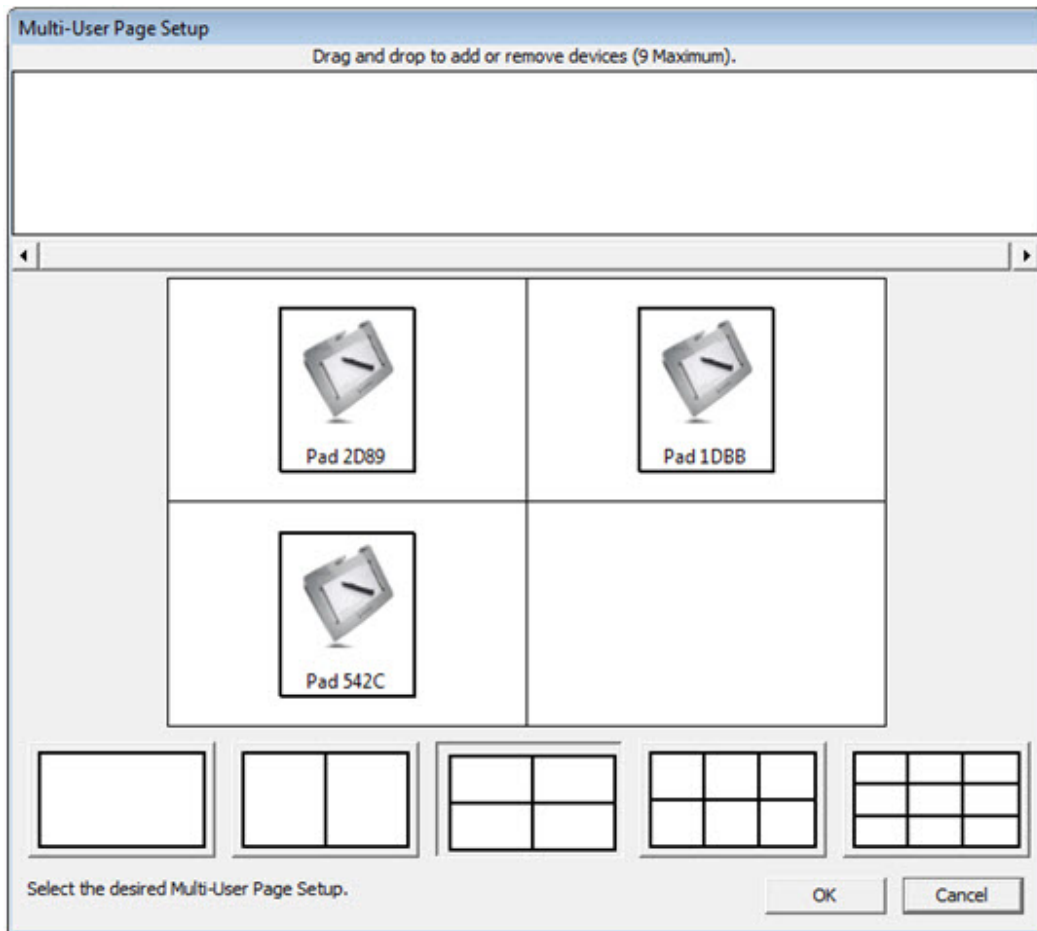 Multi-User Page Setup
Drag and drop to add or remove devices (9 Maximum).
Pad 2D89
Pad 1DBB
Pad 542C
Select the desired Multi-User Page Setup.
OK
Cancel